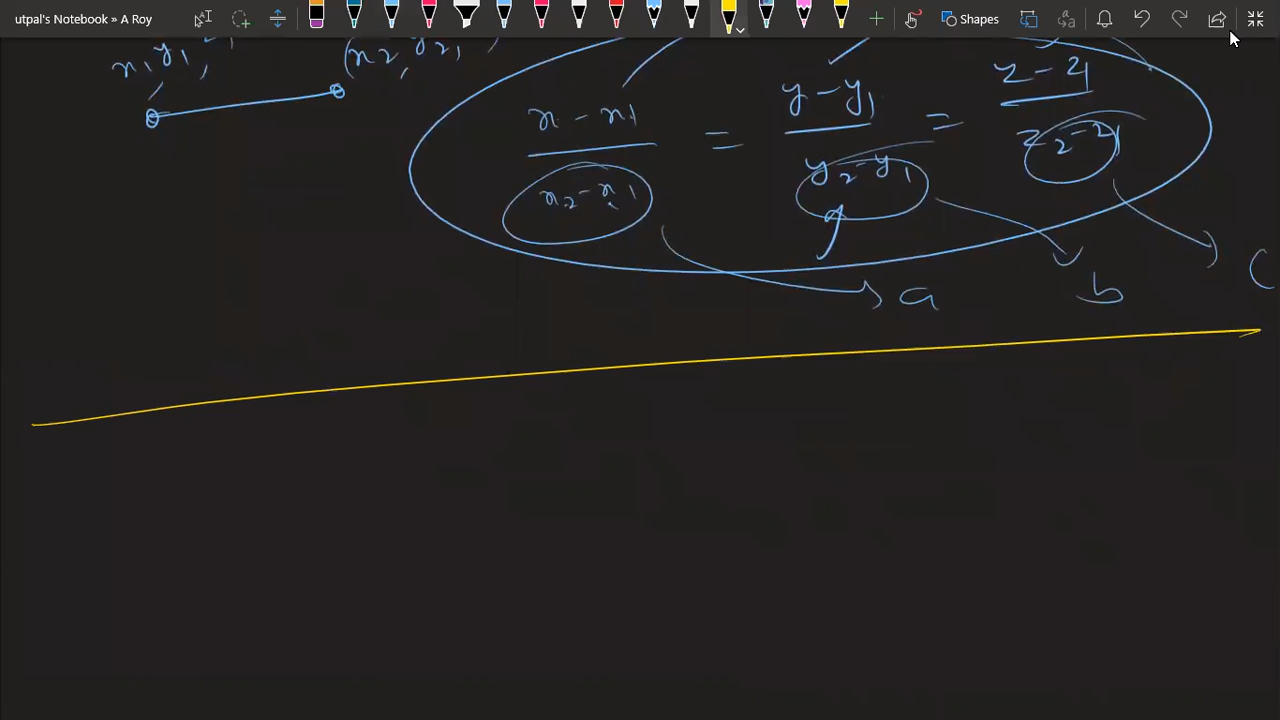 utpal's Notebook » A Roy
Shapes
x1 y1,
(x2, y2,
x - x1 = y - y1 = z - z1
x2 - x1 y2 - y1 z2 - z1
a b C